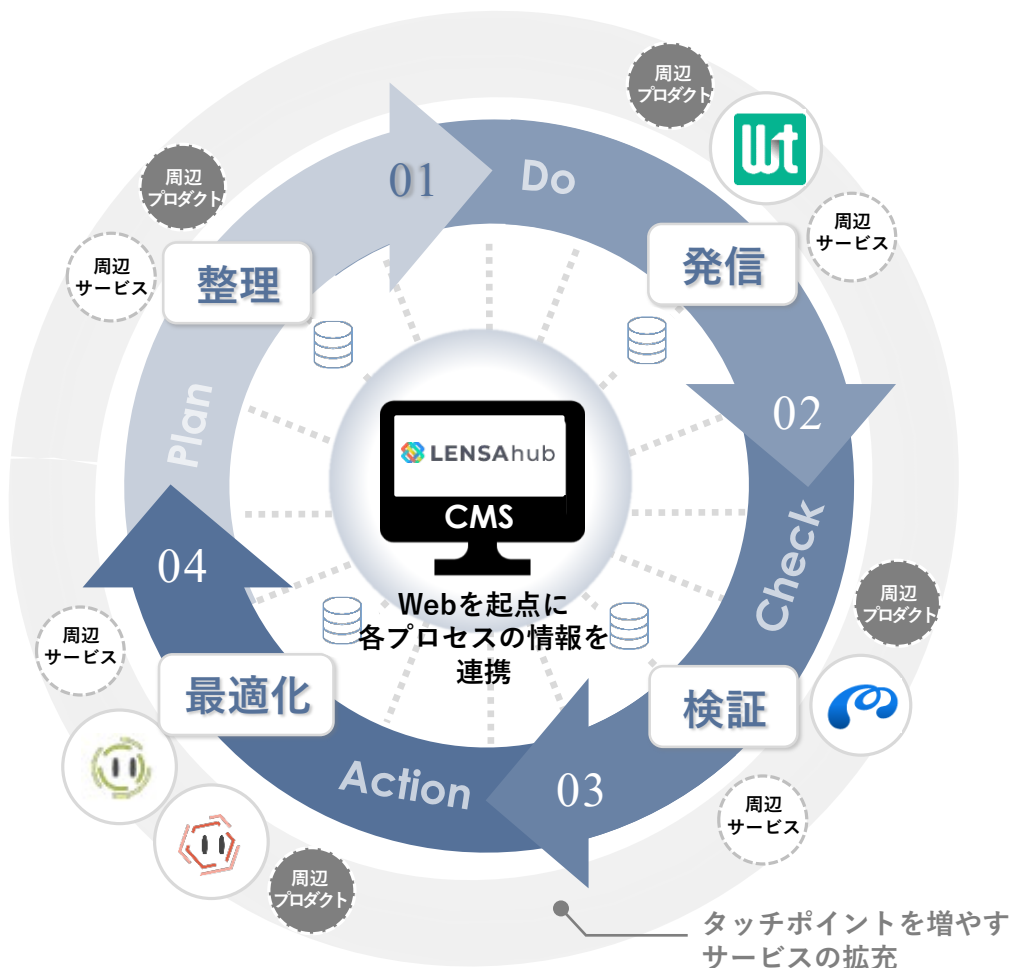 周辺
プロダクト
Wt
01
Do
周辺
プロダクト
周辺
サービス
周辺
サービス
整理
発信
Plan
02
LENSAhub
CMS
Check
04
Webを起点に
各プロセスの情報を
連携
周辺
プロダクト
周辺
サービス
最適化
検証
Action
03
周辺
サービス
周辺
プロダクト
タッチポイントを増やす
サービスの拡充